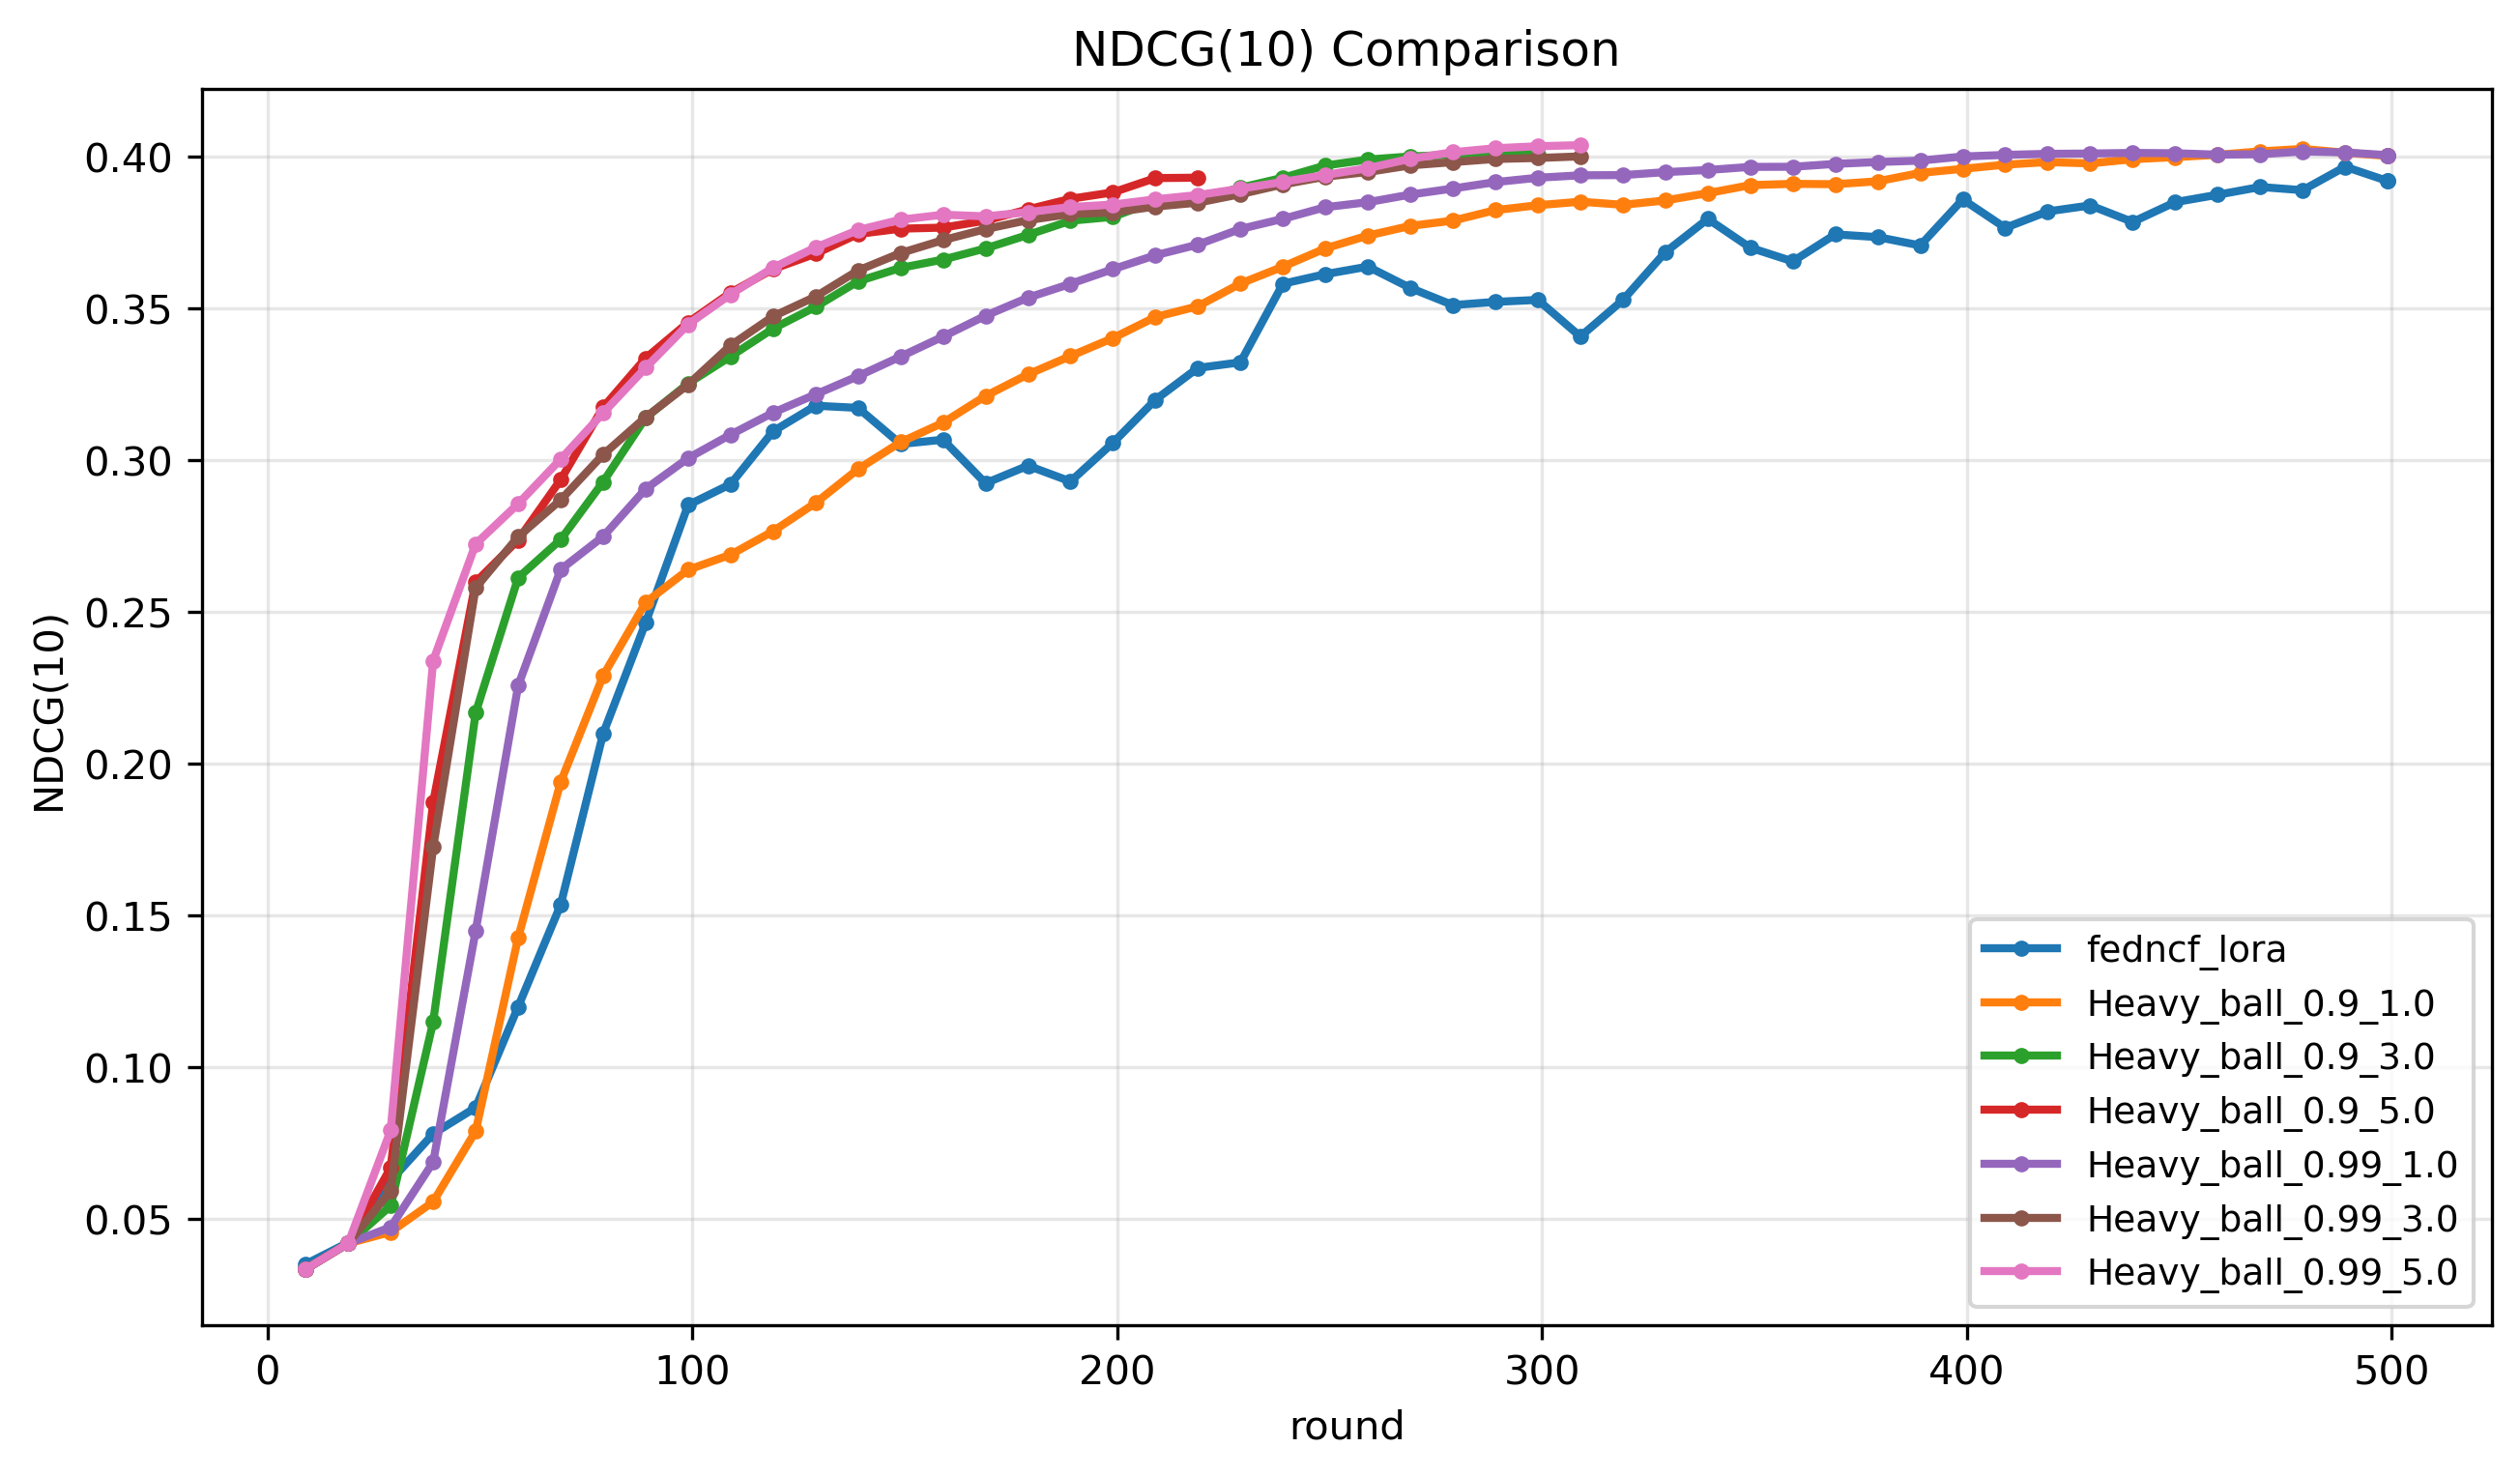 NDCG(10) Comparison
NDCG(10)
0.40
0.35
0.30
0.25
0.20
0.15
0.10
0.05
0
100
200
300
400
500
round
fedncf_lora
Heavy_ball_0.9_1.0
Heavy_ball_0.9_3.0
Heavy_ball_0.9_5.0
Heavy_ball_0.99_1.0
Heavy_ball_0.99_3.0
Heavy_ball_0.99_5.0